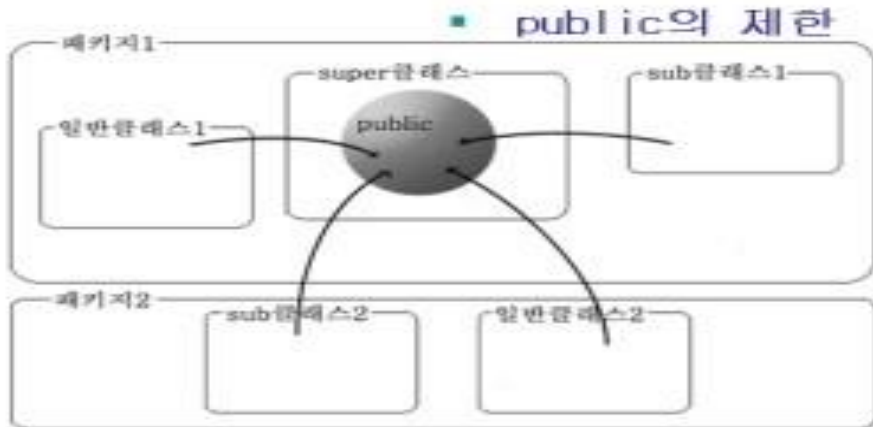 ▪ public의 제한
패키지1
super클래스
sub클래스1
일반클래스1
public
패키지2
sub클래스2
일반클래스2